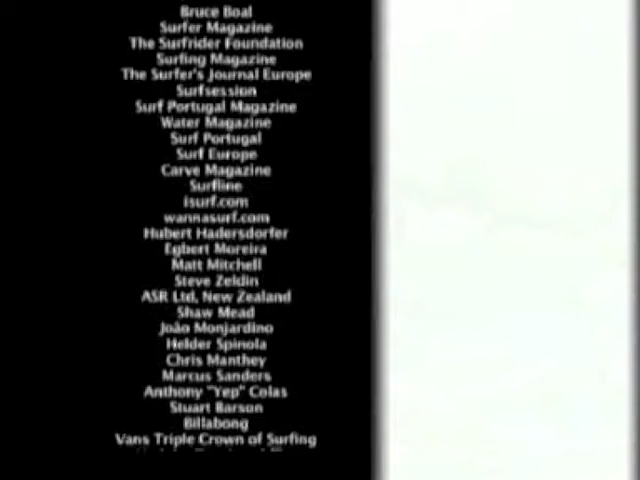 Bruce Boal
Surfer Magazine
The Surfrider Foundation
Surfing Magazine
The Surfer's Journal Europe
Surfsession
Surf Portugal Magazine
Water Magazine
Surf Portugal
Surf Europe
Carve Magazine
Surfline
isurf.com
wannasurf.com
Hubert Hadersdorfer
Egbert Moreira
Matt Mitchell
Steve Zeldin
ASR Ltd, New Zealand
Shaw Mead
João Monjardino
Helder Spinola
Chris Manthey
Marcus Sanders
Anthony "Yep" Colas
Stuart Barson
Billabong
Vans Triple Crown of Surfing